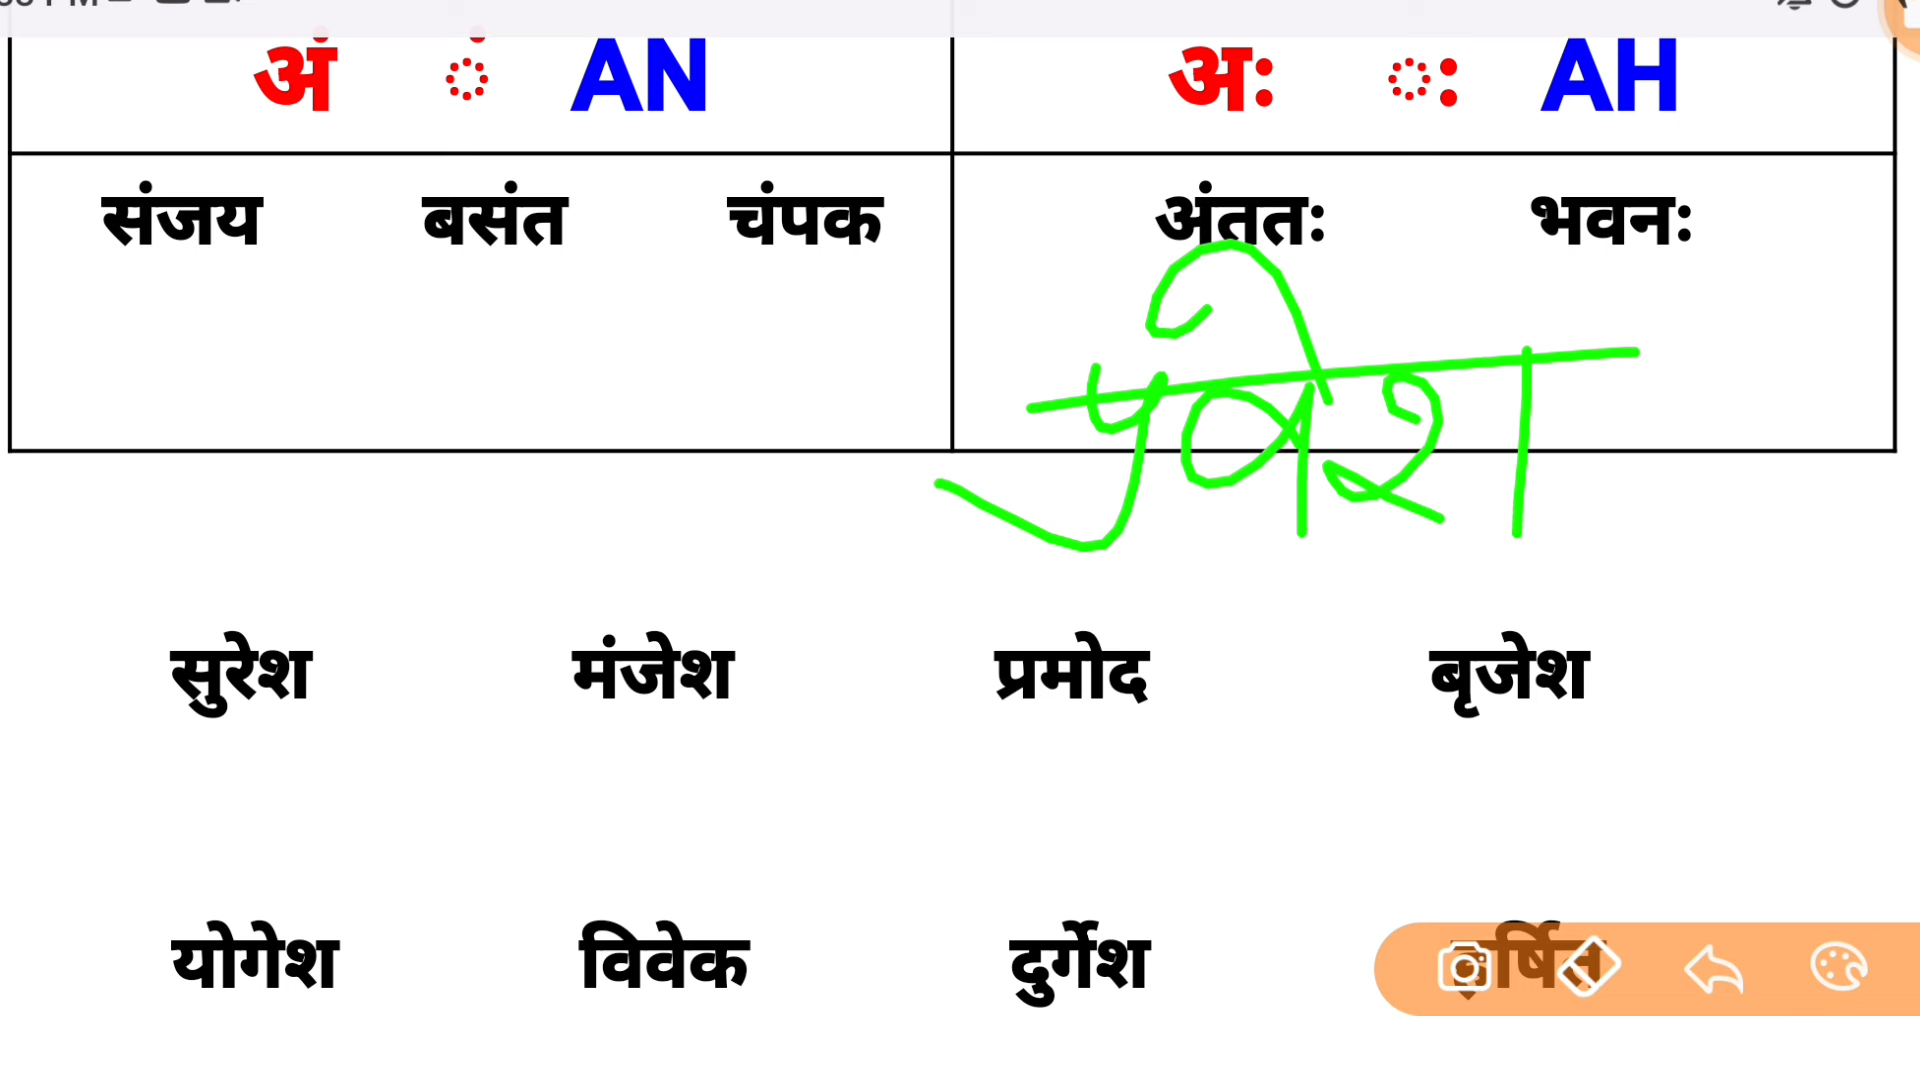 अं ं AN अः ः AH
संजय बसंत चंपक अंततः भवनः
सुरेश मंजेश प्रमोद बृजेश
योगेश विवेक दुर्गेश